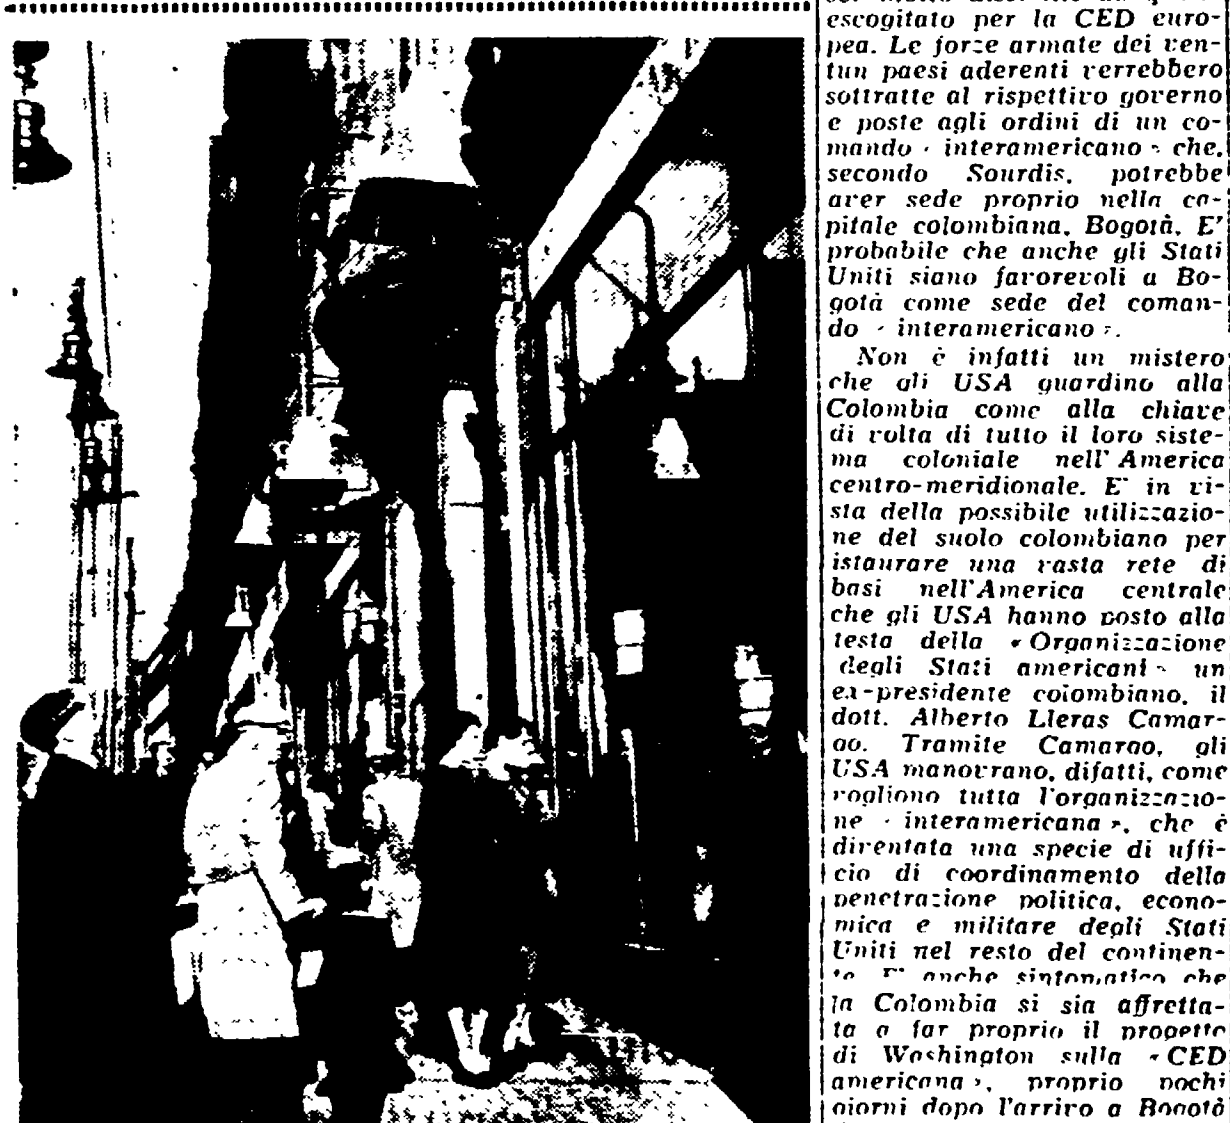 escogitato per la CED euro-
pea. Le forze armate dei ven-
tun paesi aderenti verrebbero
sottratte al rispettivo governo
e poste agli ordini di un co-
mando « interamericano » che,
secondo Sourdis, potrebbe
aver sede proprio nella ca-
pitale colombiana, Bogotà. E'
probabile che anche gli Stati
Uniti siano favorevoli a Bo-
gotà come sede del coman-
do « interamericano ».
Non è infatti un mistero
che gli USA guardino alla
Colombia come alla chiave
di volta di tutto il loro siste-
ma coloniale nell'America
centro-meridionale. E' in vi-
sta della possibile utilizzazio-
ne del suolo colombiano per
istaurare una vasta rete di
basi nell'America centrale
che gli USA hanno posto alla
testa della « Organizzazione
degli Stati americani » un
ex-presidente colombiano, il
dott. Alberto Lleras Camar-
go. Tramite Camargo, gli
USA manovrano, difatti, come
vogliono tutta l'organizzazio-
ne « interamericana », che è
diventata una specie di uffi-
cio di coordinamento della
penetrazione politica, econo-
mica e militare degli Stati
Uniti nel resto del continen-
te. E' anche sintomatico che
la Colombia si sia affretta-
ta a far proprio il progetto
di Washington sulla « CED
americana », proprio pochi
giorni dopo l'arrivo a Bogotà